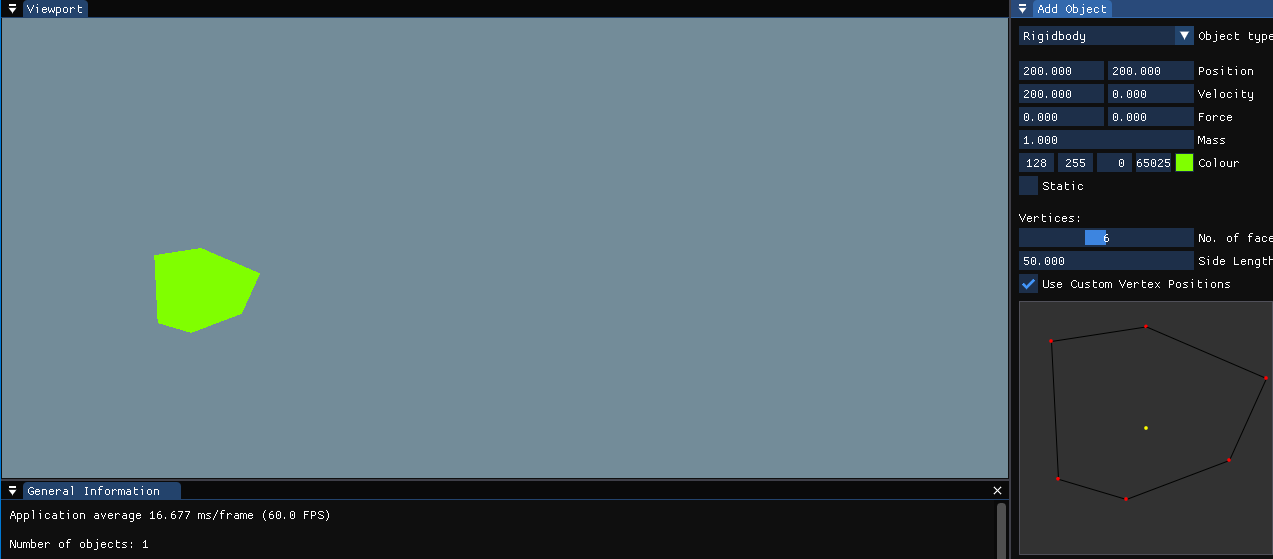 Viewport
Add Object
Rigidbody Object type
200.000 200.000 Position
200.000 0.000 Velocity
0.000 0.000 Force
1.000 Mass
128 255 0 65025 Colour
Static
Vertices:
6 No. of face
50.000 Side Length
Use Custom Vertex Positions
General Information
Application average 16.677 ms/frame (60.0 FPS)
Number of objects: 1